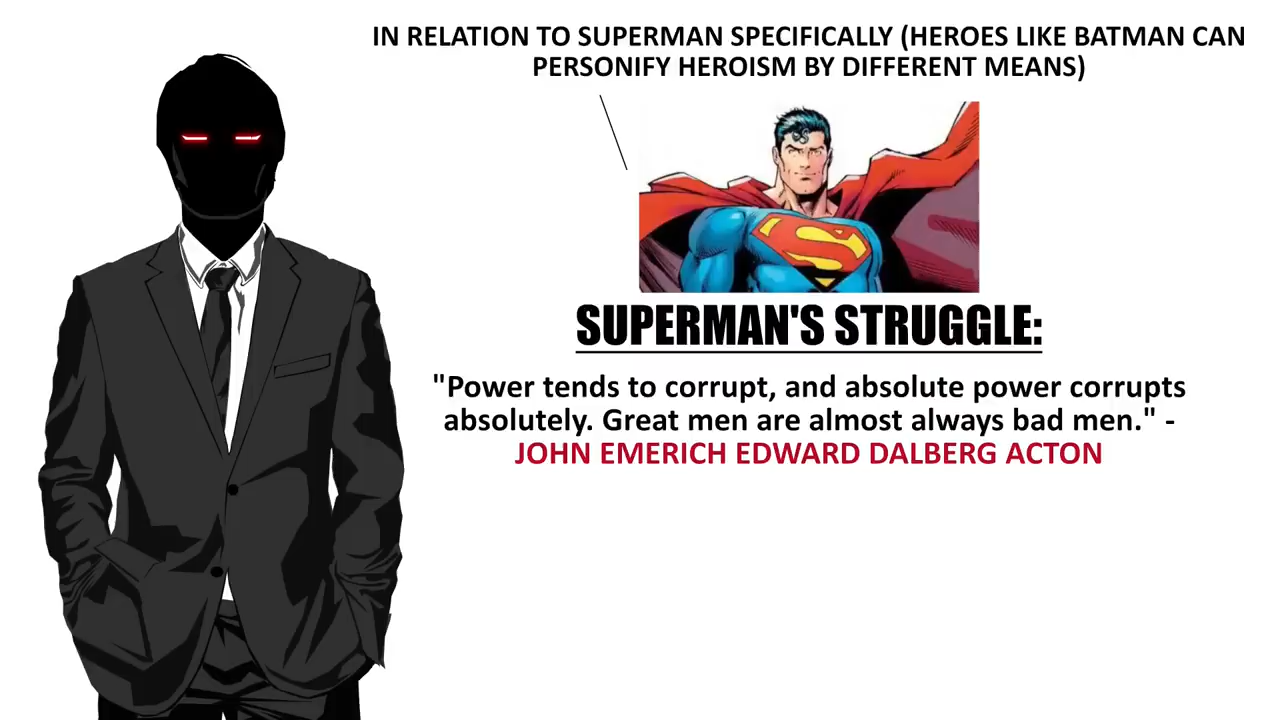 IN RELATION TO SUPERMAN SPECIFICALLY (HEROES LIKE BATMAN CAN
PERSONIFY HEROISM BY DIFFERENT MEANS)
S
SUPERMAN'S STRUGGLE:
"Power tends to corrupt, and absolute power corrupts
absolutely. Great men are almost always bad men." -
JOHN EMERICH EDWARD DALBERG ACTON